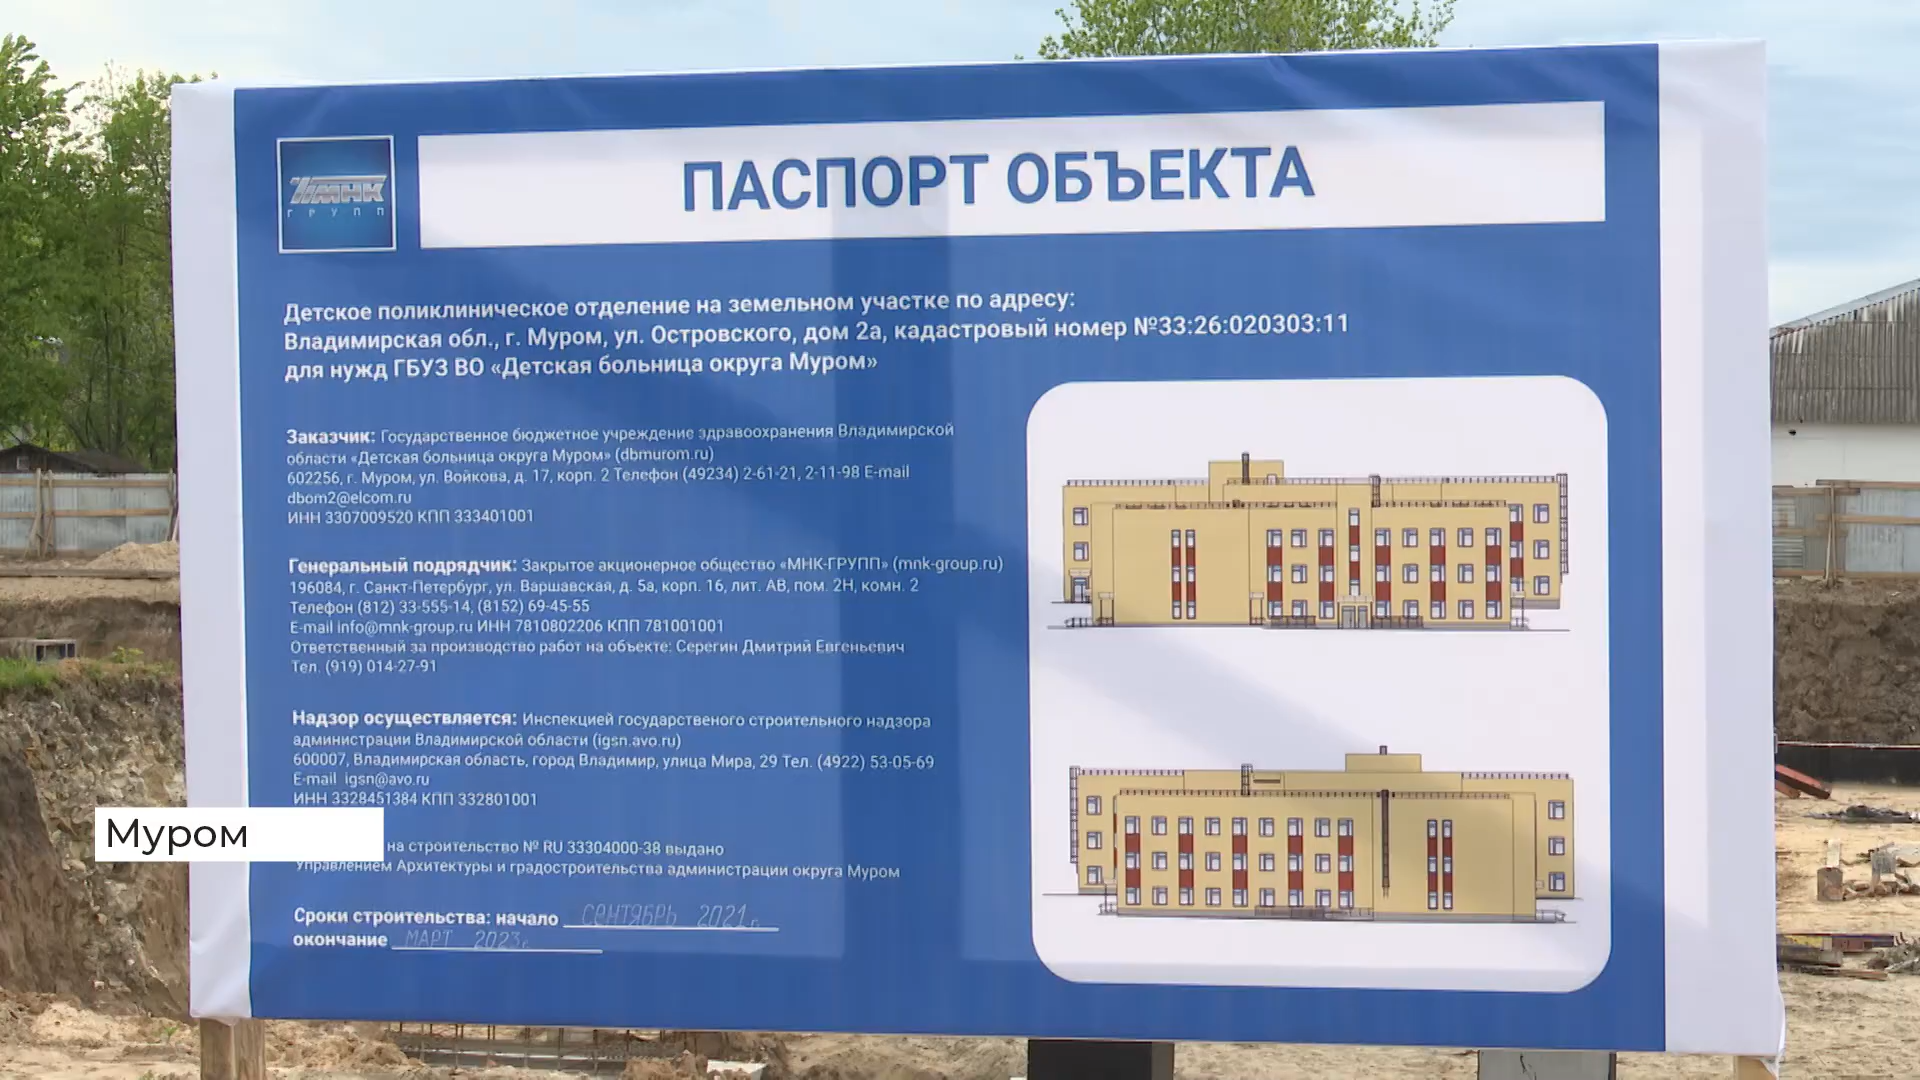 МНК
ГРУПП
ПАСПОРТ ОБЪЕКТА
Детское поликлиническое отделение на земельном участке по адресу:
Владимирская обл., г. Муром, ул. Островского, дом 2а, кадастровый номер №33:26:020303:11
для нужд ГБУЗ ВО «Детская больница округа Муром»
Заказчик: Государственное бюджетное учреждение здравоохранения Владимирской
области «Детская больница округа Муром» (dbmurom.ru)
602256, г. Муром, ул. Войкова, д. 17, корп. 2 Телефон (49234) 2-61-21, 2-11-98 E-mail
dbom2@elcom.ru
ИНН 3307009520 КПП 333401001
Генеральный подрядчик: Закрытое акционерное общество «МНК-ГРУПП» (mnk-group.ru)
196084, г. Санкт-Петербург, ул. Варшавская, д. 5а, корп. 16, лит. АВ, пом. 2Н, комн. 2
Телефон (812) 33-555-14, (8152) 69-45-55
E-mail info@mnk-group.ru ИНН 7810802206 КПП 781001001
Ответственный за производство работ на объекте: Серегин Дмитрий Евгеньевич
Тел. (919) 014-27-91
Надзор осуществляется: Инспекцией государственого строительного надзора
администрации Владимирской области (igsn.avo.ru)
600007, Владимирская область, город Владимир, улица Мира, 29 Тел. (4922) 53-05-69
E-mail igsn@avo.ru
ИНН 3328451384 КПП 332801001
Муром
на строительство № RU 33304000-38 выдано
Управлением Архитектуры и градостроительства администрации округа Муром
Сроки строительства: начало СЕНТЯБРЬ 2021г.
окончание МАРТ 2023г.